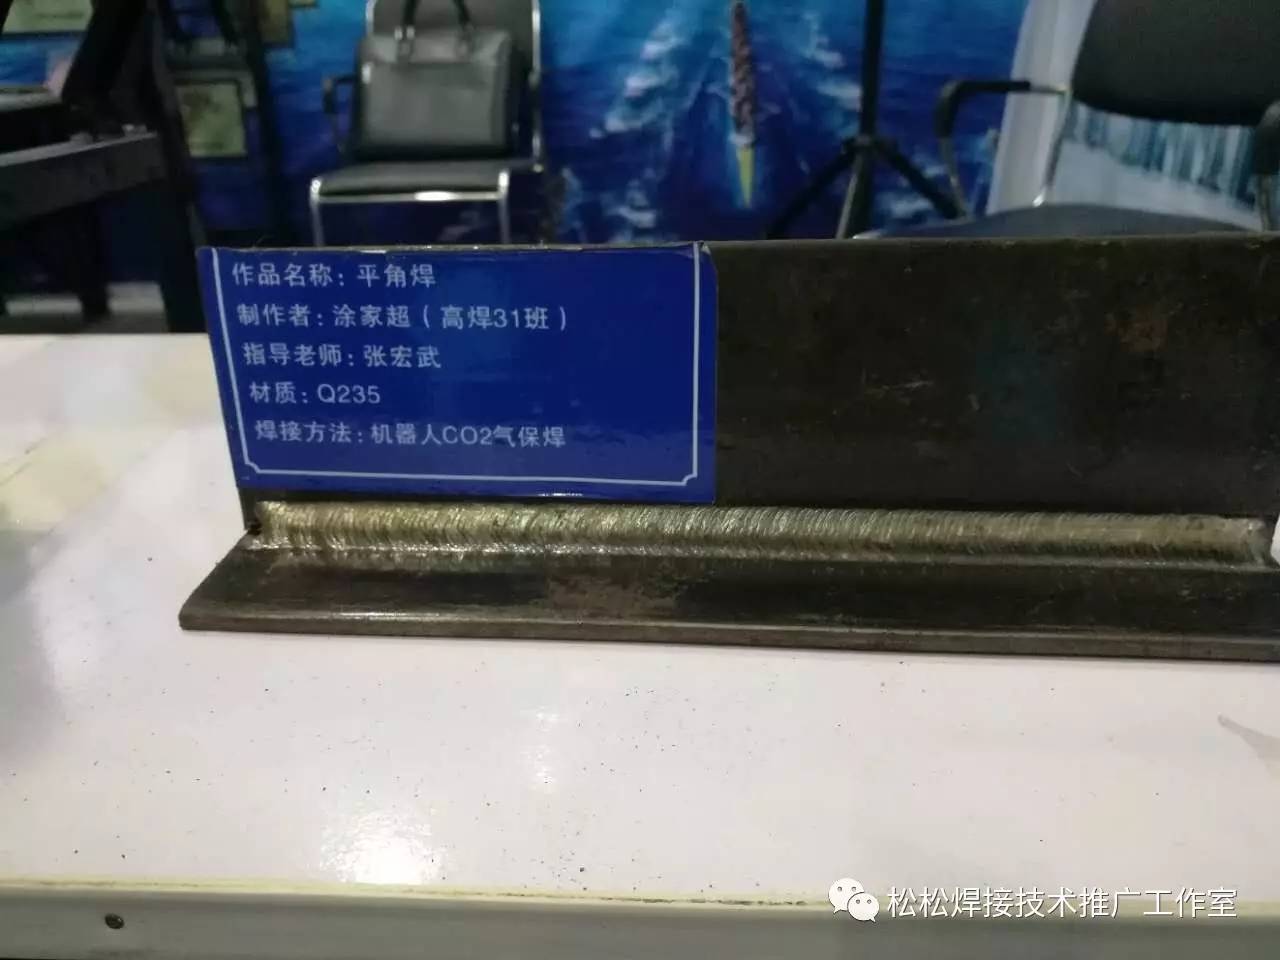 作品名称：平角焊
制作者：涂家超（高焊31班）
指导老师：张宏武
材质：Q235
焊接方法：机器人CO2气保焊
松松焊接技术推广工作室